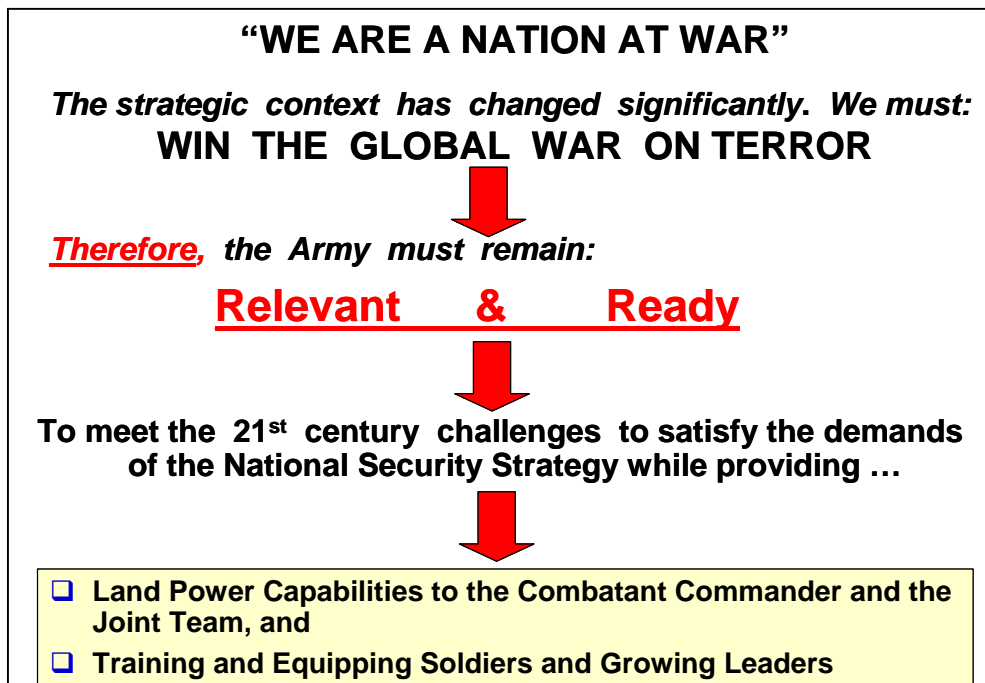 “WE ARE A NATION AT WAR”
The strategic context has changed significantly. We must:
WIN THE GLOBAL WAR ON TERROR
Therefore, the Army must remain:
Relevant & Ready
To meet the 21st century challenges to satisfy the demands
of the National Security Strategy while providing …
Land Power Capabilities to the Combatant Commander and the
Joint Team, and
Training and Equipping Soldiers and Growing Leaders